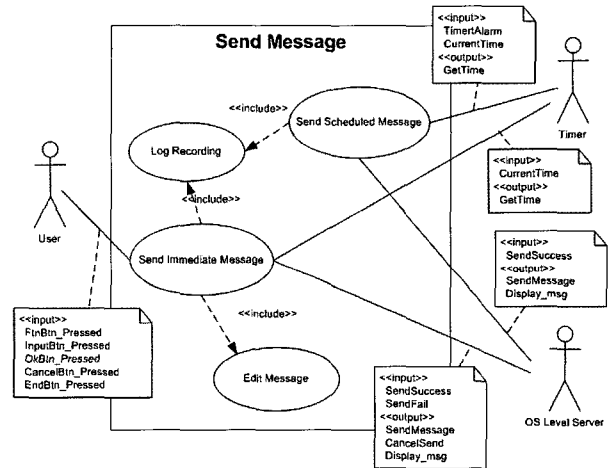 Send Message
<<input>>
TimertAlarm
CurrentTime
<<output>>
GetTime
Timer
<<include>>
Send Scheduled Message
Log Recording
<<input>>
CurrentTime
<<output>>
GetTime
User
<<include>>
Send Immediate Message
<<input>>
SendSuccess
<<output>>
SendMessage
Display_msg
<<input>>
FtnBtn_Pressed
InputBtn_Pressed
OkBtn_Pressed
CancelBtn_Pressed
EndBtn_Pressed
<<include>>
Edit Message
<<input>>
SendSuccess
SendFail
<<output>>
SendMessage
CancelSend
Display_msg
OS Level Server